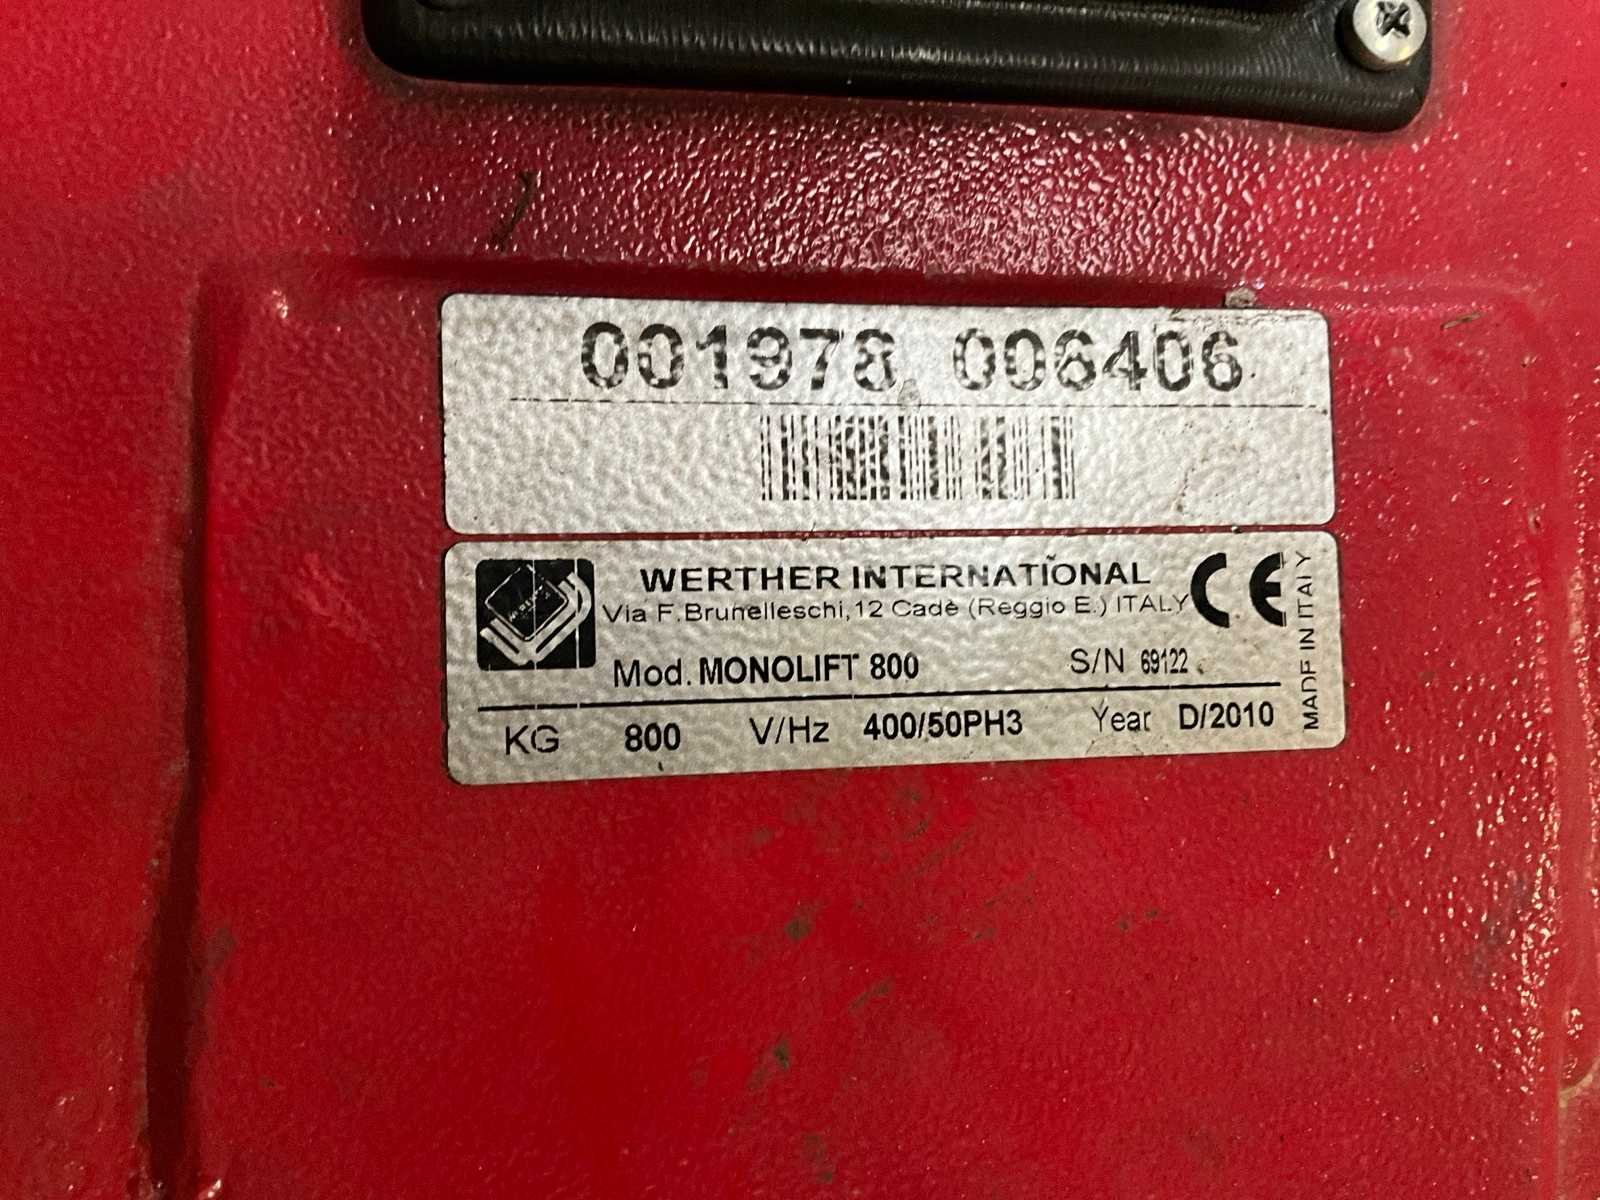 001978 006406
WERTHER INTERNATIONAL
Via F.Brunelleschi,12 Cadè (Reggio E.) ITALY
CE
Mod. MONOLIFT 800 S/N 69122
KG 800 V/Hz 400/50PH3 Year D/2010
MADE IN ITALY